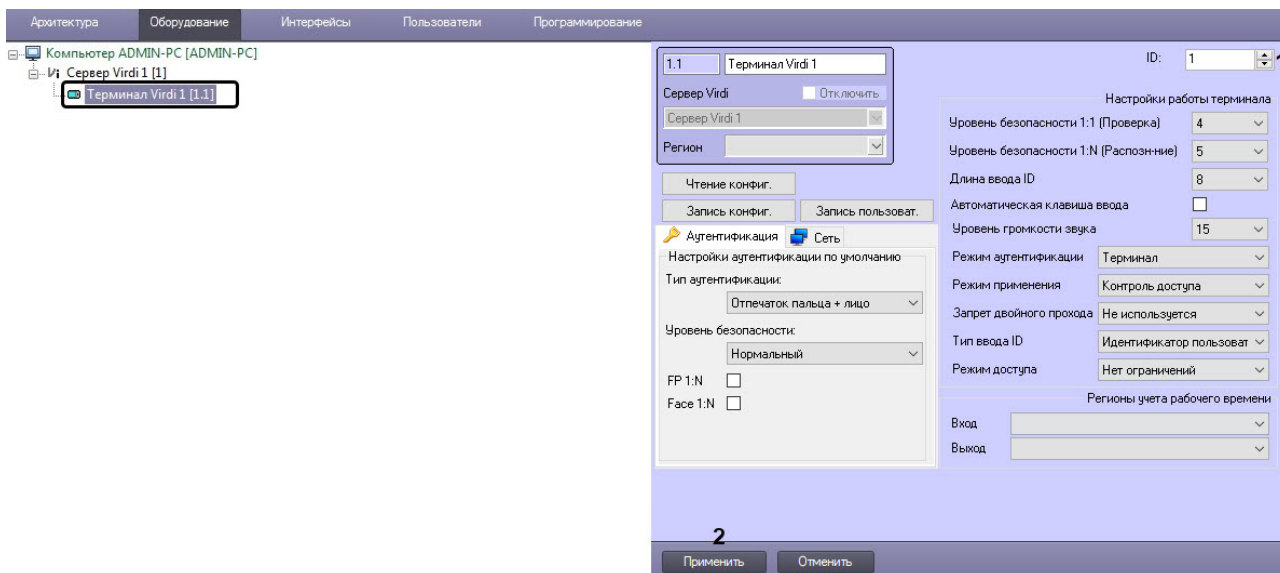 Архитектура Оборудование Интерфейсы Пользователи Программирование
Компьютер ADMIN-PC [ADMIN-PC]
Сервер Virdi 1 [1]
Терминал Virdi 1 [1.1]
1.1 Терминал Virdi 1
Сервер Virdi Отключить
Сервер Virdi 1
Регион
Чтение конфиг.
Запись конфиг. Запись пользоват.
Аутентификация Сеть
Настройки аутентификации по умолчанию
Тип аутентификации:
Отпечаток пальца + лицо
Уровень безопасности:
Нормальный
FP 1:N
Face 1:N
ID: 1 1
Настройки работы терминала
Уровень безопасности 1:1 (Проверка) 4
Уровень безопасности 1:N (Распозн-ние) 5
Длина ввода ID 8
Автоматическая клавиша ввода
Уровень громкости звука 15
Режим аутентификации Терминал
Режим применения Контроль доступа
Запрет двойного прохода Не используется
Тип ввода ID Идентификатор пользоват
Режим доступа Нет ограничений
Регионы учета рабочего времени
Вход
Выход
2
Применить Отменить